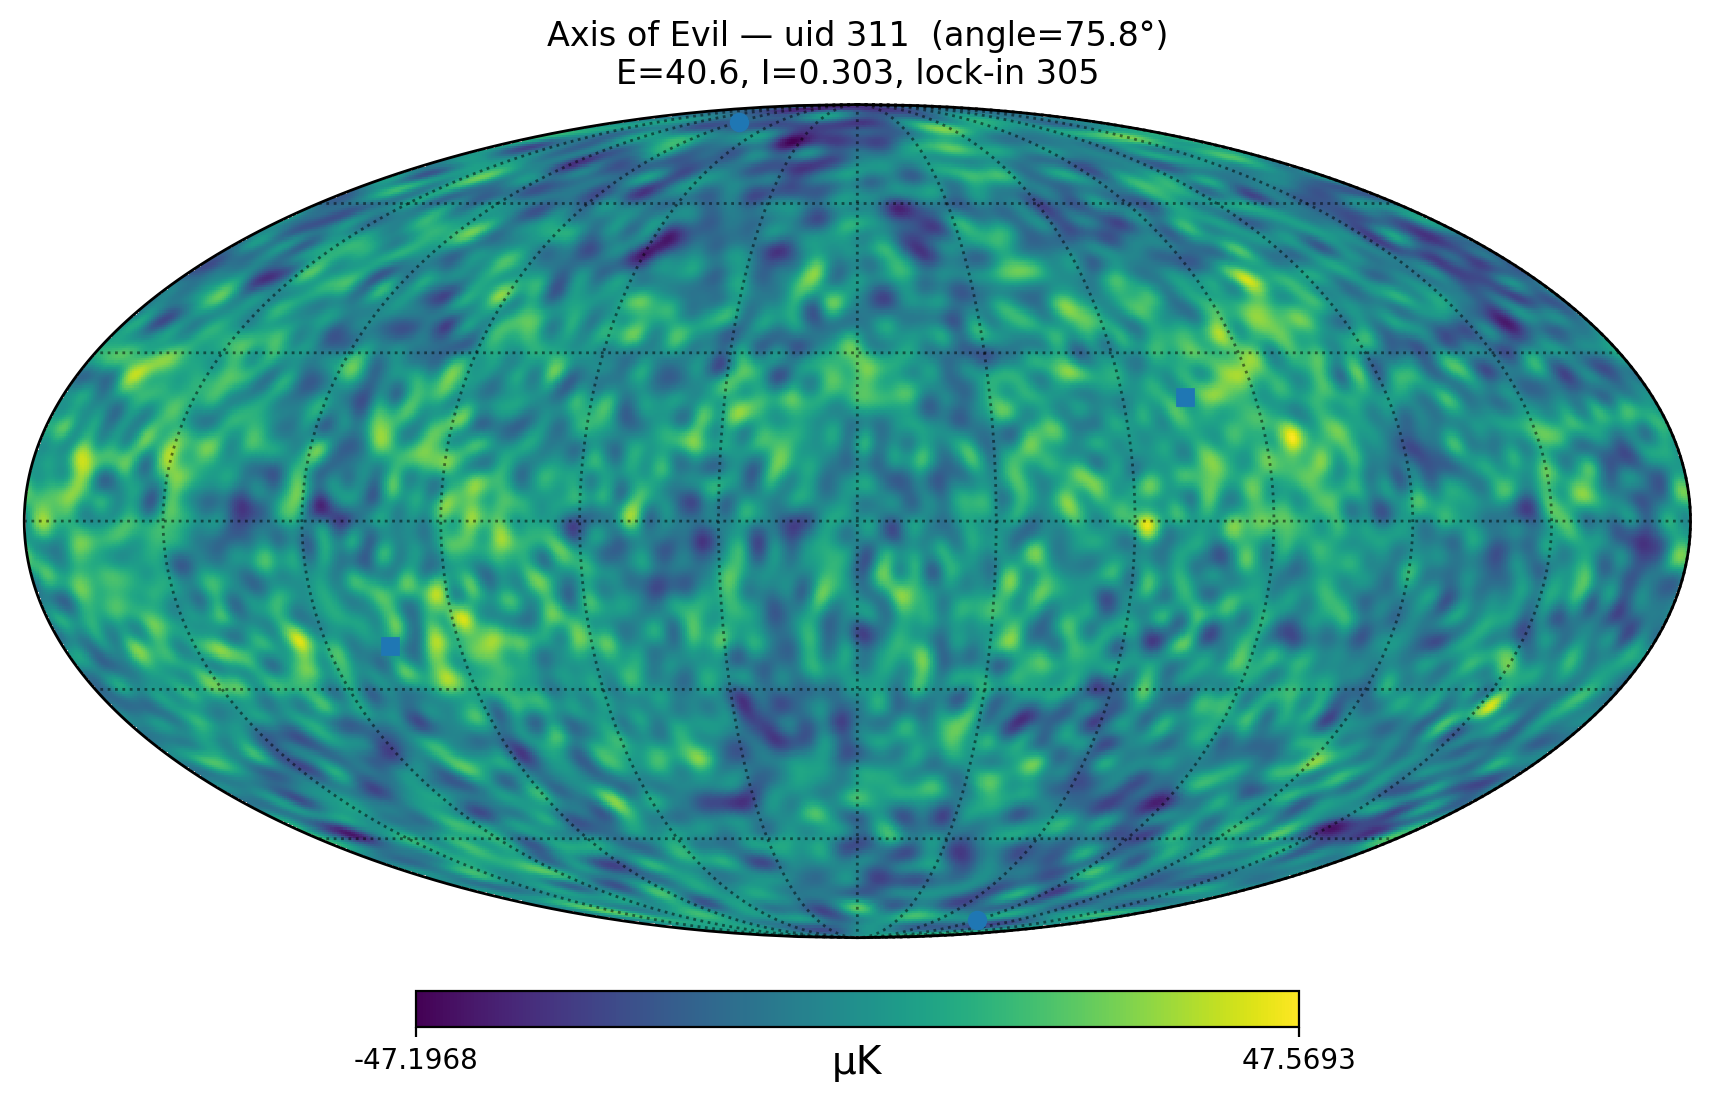 Axis of Evil — uid 311  (angle=75.8°)
E=40.6, I=0.303, lock-in 305
-47.1968
μK
47.5693